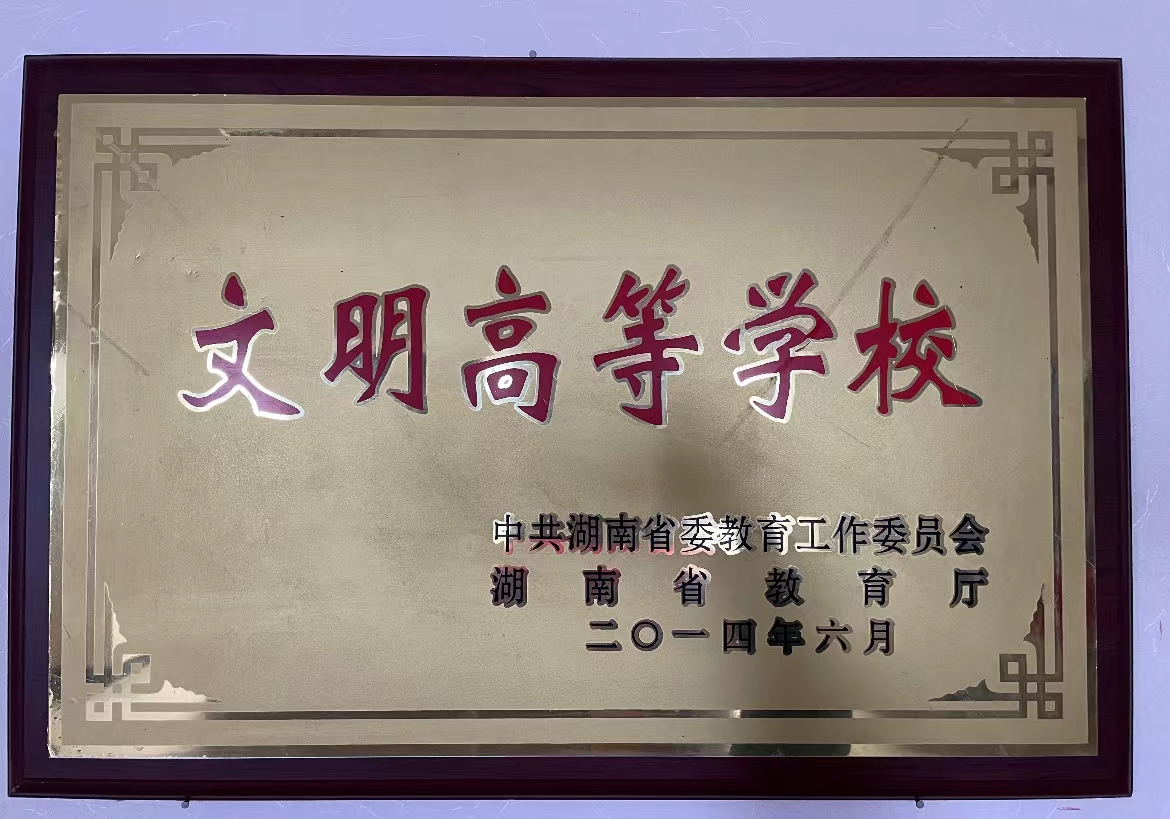 文明高等学校
中共湖南省委教育工作委员会
湖南省教育厅
二〇一四年六月